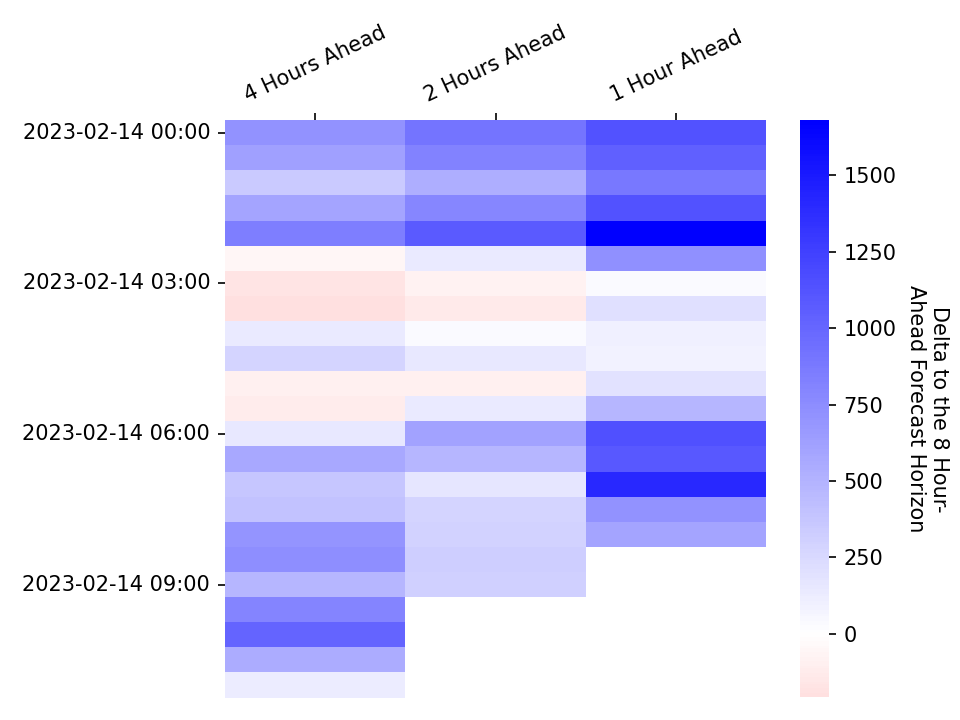 4 Hours Ahead
2 Hours Ahead
1 Hour Ahead
2023-02-14 00:00
2023-02-14 03:00
2023-02-14 06:00
2023-02-14 09:00
1500
1250
1000
750
500
250
0
Delta to the 8 Hour-
Ahead Forecast Horizon